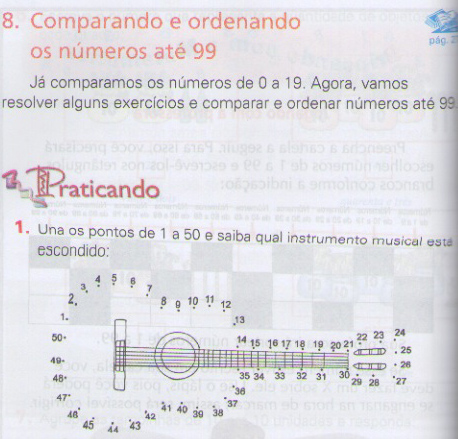 8. Comparando e ordenando
os números até 99
pág. 2
Já comparamos os números de 0 a 19. Agora, vamos
resolver alguns exercícios e comparar e ordenar números até 99.
Praticando
1. Una os pontos de 1 a 50 e saiba qual instrumento musical está
escondido:
1 2 3 4 5 6 7 8 9 10 11 12 13
14 15 16 17 18 19 20 21 22 23 24
25 26 27 28 29 30 31 32 33 34 35
36 37 38 39 40 41 42 43 44 45 46 47 48 49 50